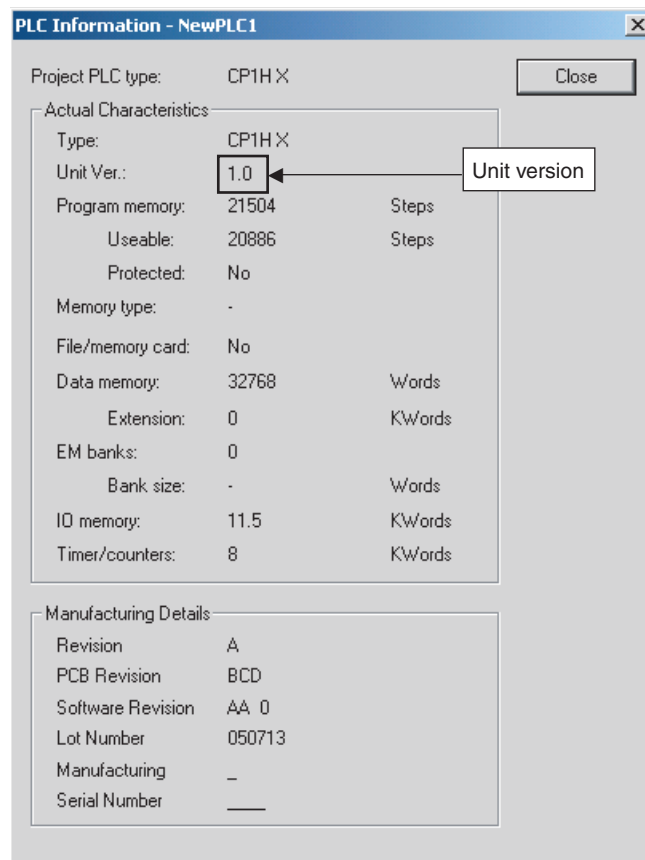 PLC Information - NewPLC1
Project PLC type: CP1H X Close
Actual Characteristics
Type: CP1H X
Unit Ver.: 1.0 Unit version
Program memory: 21504 Steps
Useable: 20886 Steps
Protected: No
Memory type: -
File/memory card: No
Data memory: 32768 Words
Extension: 0 KWords
EM banks: 0
Bank size: - Words
IO memory: 11.5 KWords
Timer/counters: 8 KWords
Manufacturing Details
Revision A
PCB Revision BCD
Software Revision AA 0
Lot Number 050713
Manufacturing _
Serial Number ____